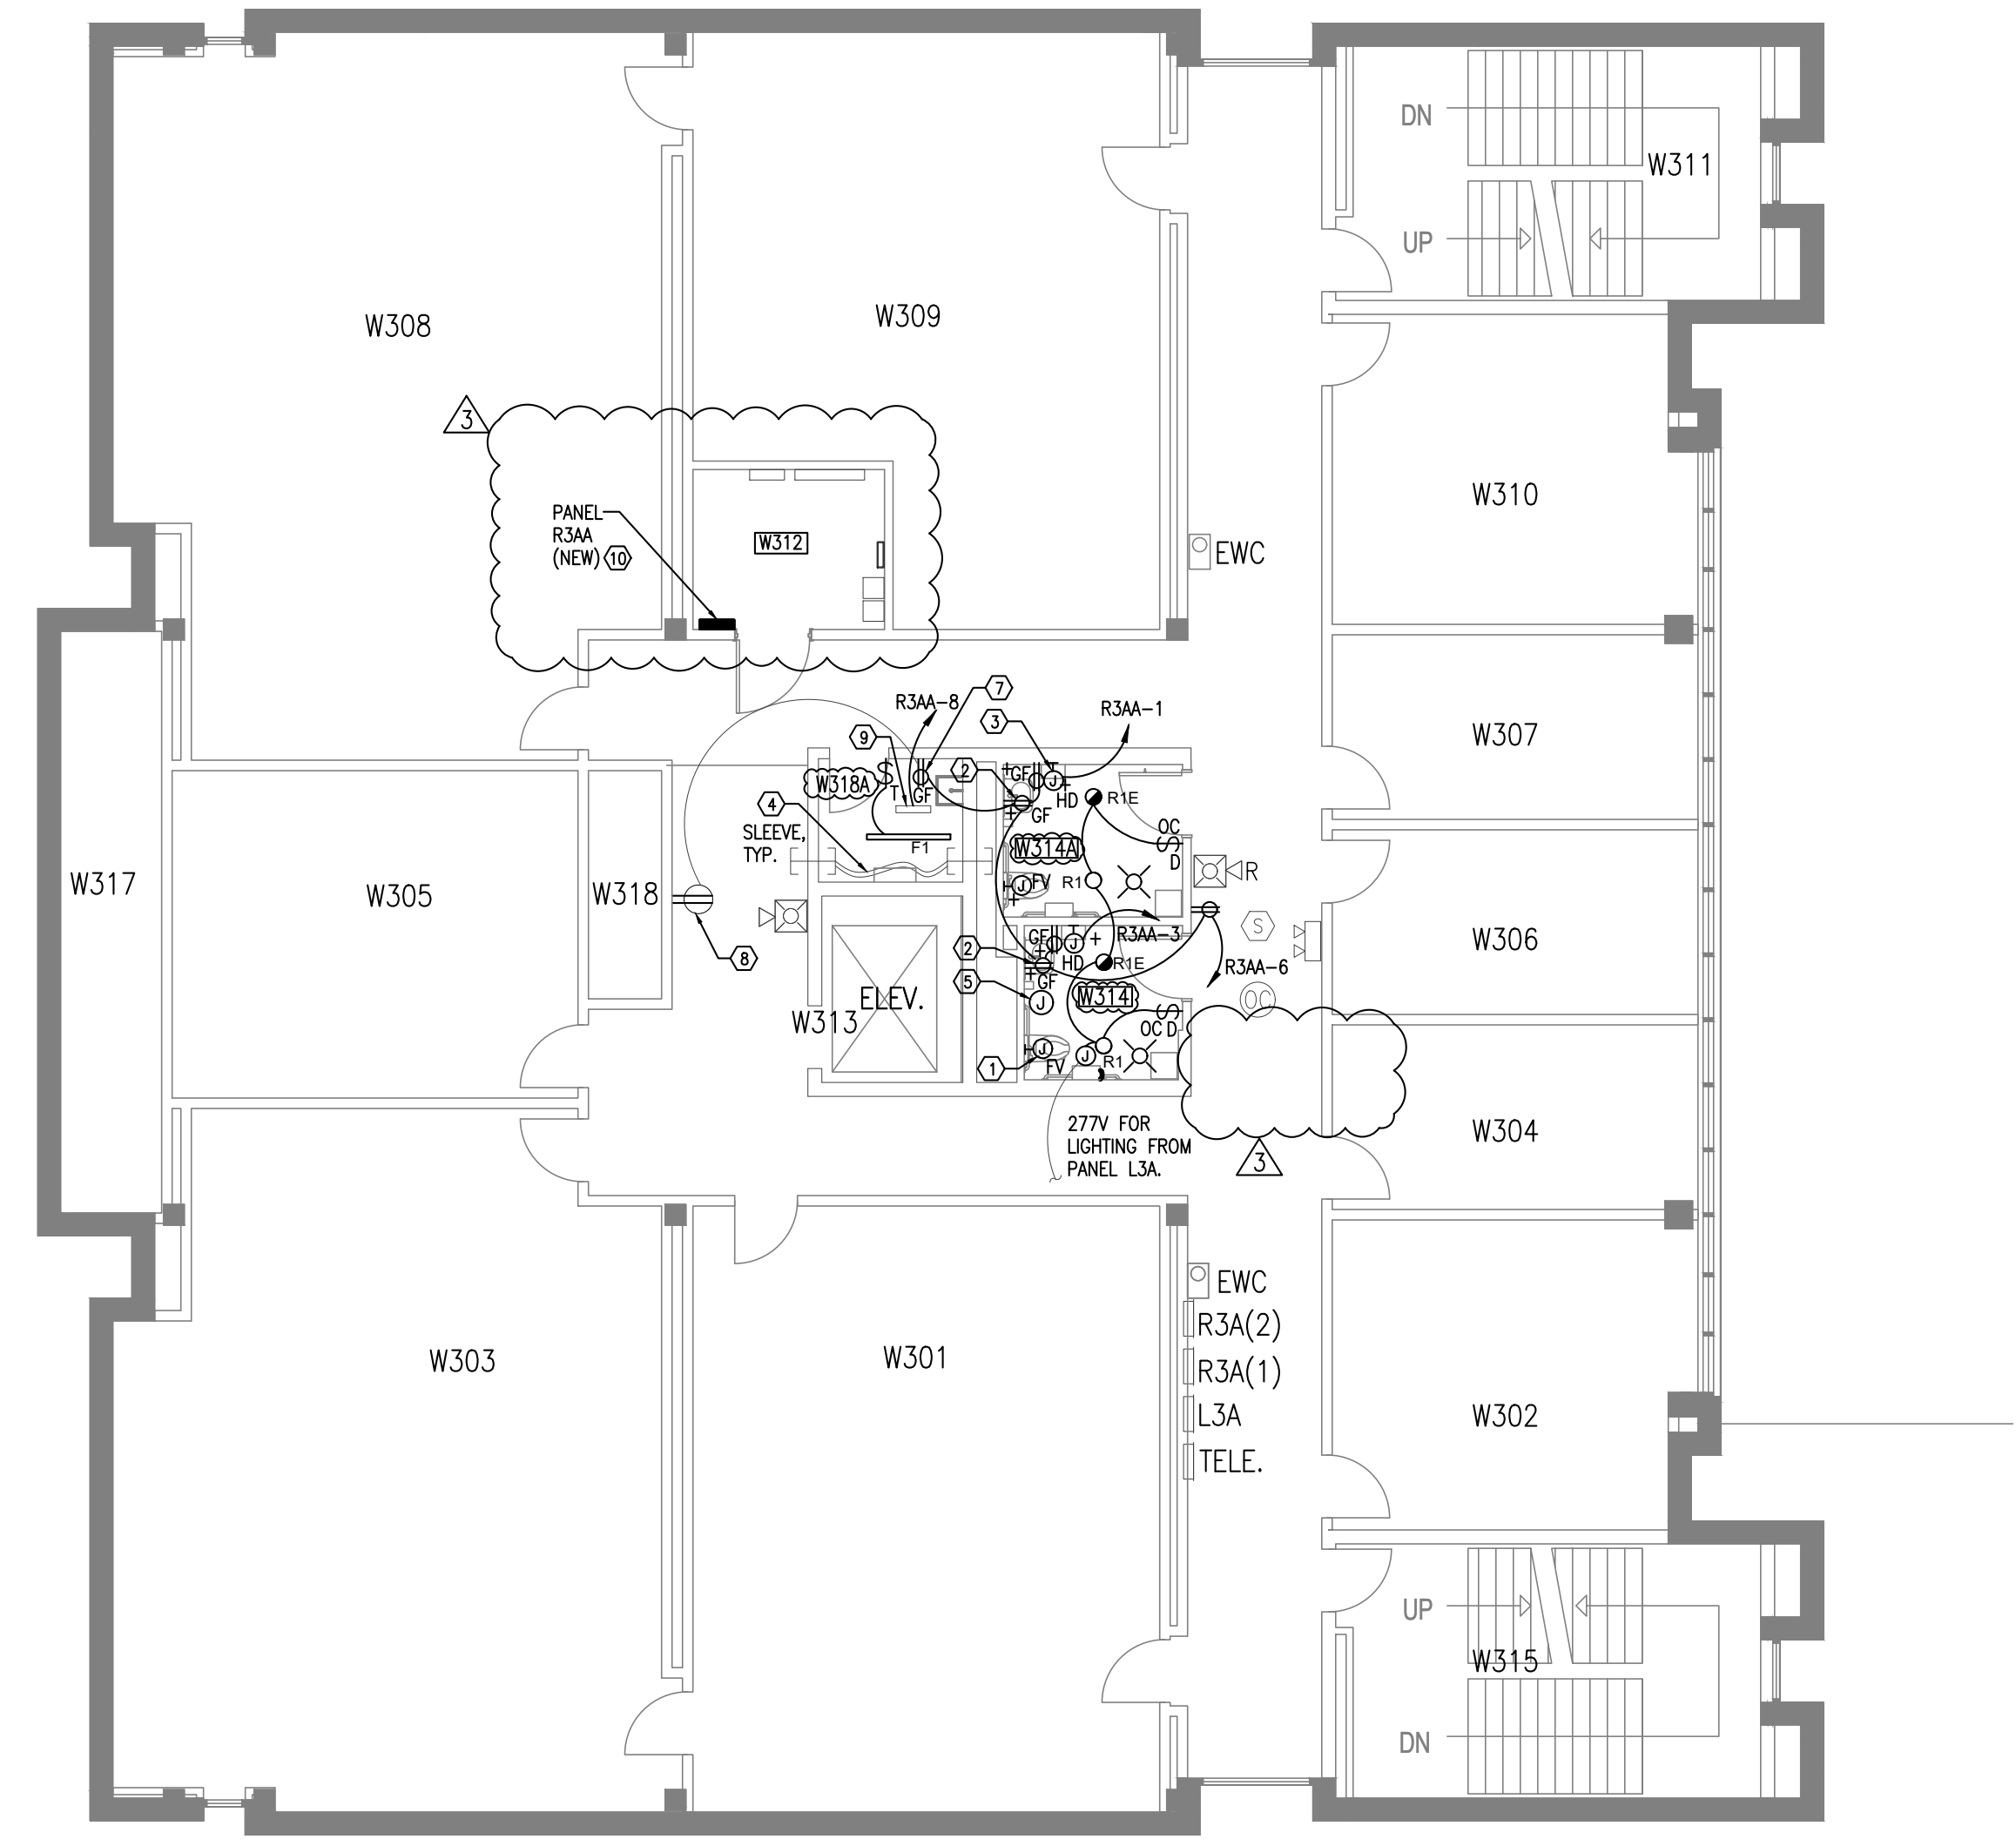 DN
W311
UP
W308
W309
3
W310
PANEL
R3AA
(NEW) 10
W312
EWC
7
R3AA-8
3
R3AA-1
9
W307
2
GF
T
J
$
T
GF
W318A
HD
R1E
GF
4
SLEEVE,
TYP.
F1
W314A
OC
S
D
R
W317
W305
W318
J
FV
R1
S
R3AA-3
2
GF
T
J
HD
R1E
8
R3AA-6
W306
5
GF
J
W314
OC
ELEV.
W313
S
OC D
J
J
R1
1
FV
277V FOR
LIGHTING FROM
PANEL L3A.
3
W304
EWC
R3A(2)
R3A(1)
L3A
TELE.
W303
W301
W302
UP
W315
DN